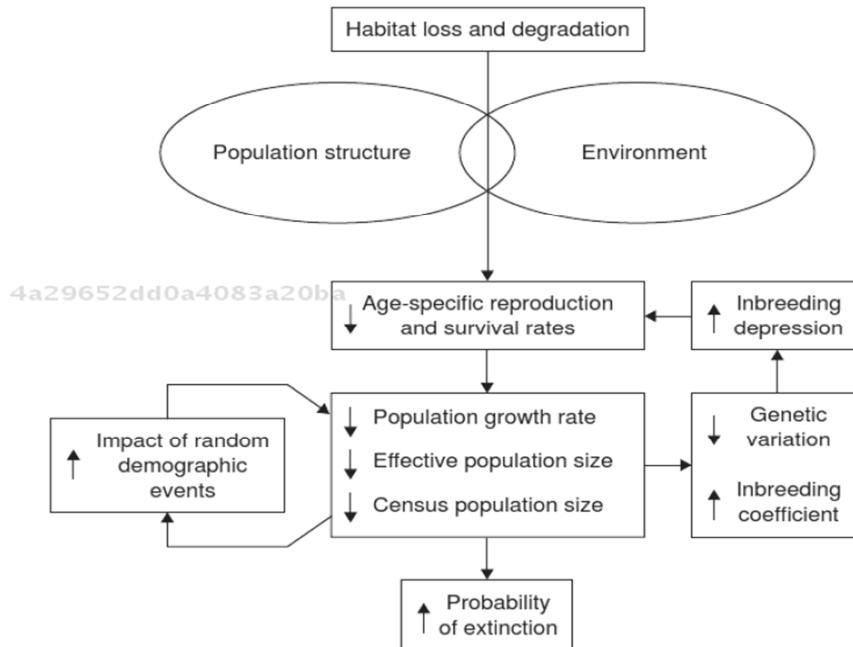 Habitat loss and degradation
Population structure
Environment
4a29652dd0a4083a20ba
Age-specific reproduction
and survival rates
Inbreeding
depression
Impact of random
demographic
events
Population growth rate
Effective population size
Census population size
Genetic
variation
Inbreeding
coefficient
Probability
of extinction